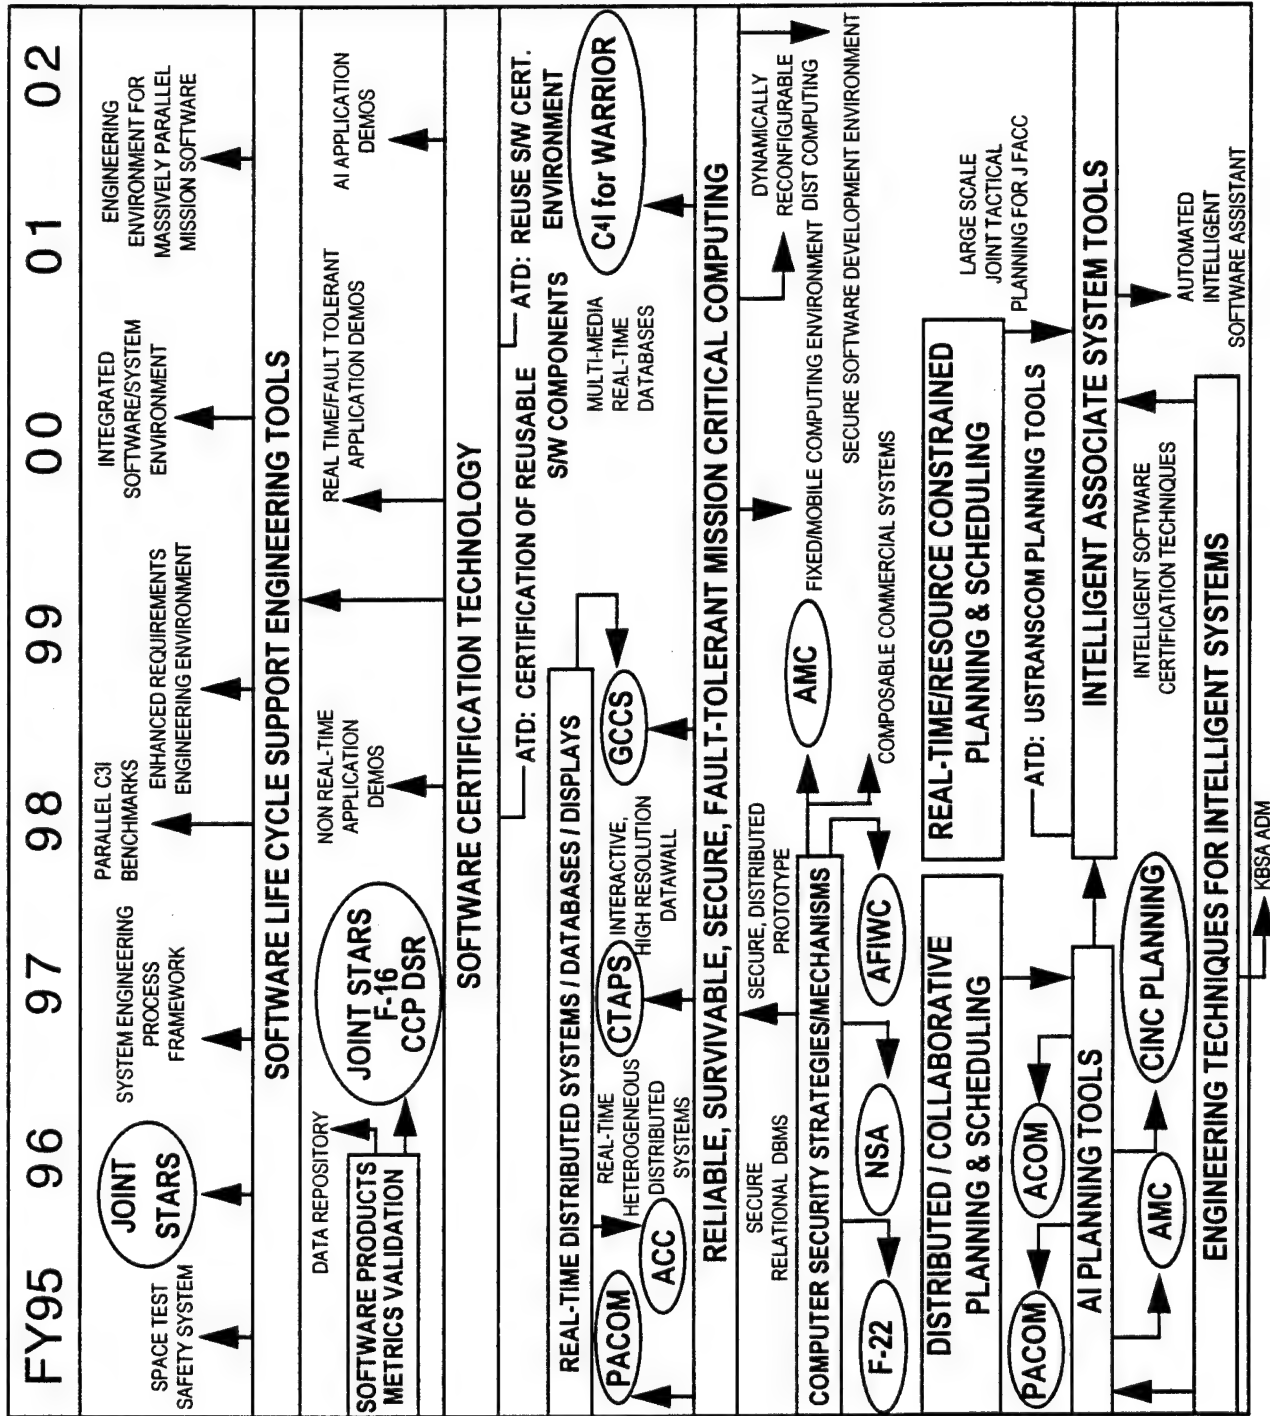 FY95 96 97 98 99 00 01 02
SPACE TEST
SAFETY SYSTEM
JOINT
STARS
SYSTEM ENGINEERING
PROCESS
FRAMEWORK
PARALLEL C3I
BENCHMARKS
ENHANCED REQUIREMENTS
ENGINEERING ENVIRONMENT
INTEGRATED
SOFTWARE/SYSTEM
ENVIRONMENT
ENGINEERING
ENVIRONMENT FOR
MASSIVELY PARALLEL
MISSION SOFTWARE
SOFTWARE LIFE CYCLE SUPPORT ENGINEERING TOOLS
DATA REPOSITORY
SOFTWARE PRODUCTS
METRICS VALIDATION
JOINT STARS
F-16
CCP DSR
NON REAL-TIME
APPLICATION
DEMOS
REAL TIME/FAULT TOLERANT
APPLICATION DEMOS
AI APPLICATION
DEMOS
SOFTWARE CERTIFICATION TECHNOLOGY
ATD: CERTIFICATION OF REUSABLE
S/W COMPONENTS
ATD: REUSE S/W CERT.
ENVIRONMENT
REAL-TIME DISTRIBUTED SYSTEMS / DATABASES / DISPLAYS
PACOM
ACC
REAL-TIME
HETEROGENEOUS
DISTRIBUTED
SYSTEMS
CTAPS
INTERACTIVE,
HIGH RESOLUTION
DATAWALL
GCCS
MULTI-MEDIA
REAL-TIME
DATABASES
C4I for WARRIOR
RELIABLE, SURVIVABLE, SECURE, FAULT-TOLERANT MISSION CRITICAL COMPUTING
SECURE
RELATIONAL DBMS
SECURE, DISTRIBUTED
PROTOTYPE
AMC
FIXED/MOBILE COMPUTING ENVIRONMENT
DYNAMICALLY
RECONFIGURABLE
DIST COMPUTING
SECURE SOFTWARE DEVELOPMENT ENVIRONMENT
COMPUTER SECURITY STRATEGIES/MECHANISMS
COMPOSABLE COMMERCIAL SYSTEMS
F-22
NSA
AFIWC
DISTRIBUTED / COLLABORATIVE
PLANNING & SCHEDULING
REAL-TIME/RESOURCE CONSTRAINED
PLANNING & SCHEDULING
LARGE SCALE
JOINT TACTICAL
PLANNING FOR J FACC
PACOM
ACOM
ATD: USTRANSCOM PLANNING TOOLS
AI PLANNING TOOLS
INTELLIGENT ASSOCIATE SYSTEM TOOLS
AMC
CINC PLANNING
INTELLIGENT SOFTWARE
CERTIFICATION TECHNIQUES
AUTOMATED
INTELLIGENT
SOFTWARE ASSISTANT
ENGINEERING TECHNIQUES FOR INTELLIGENT SYSTEMS
KBSA ADM